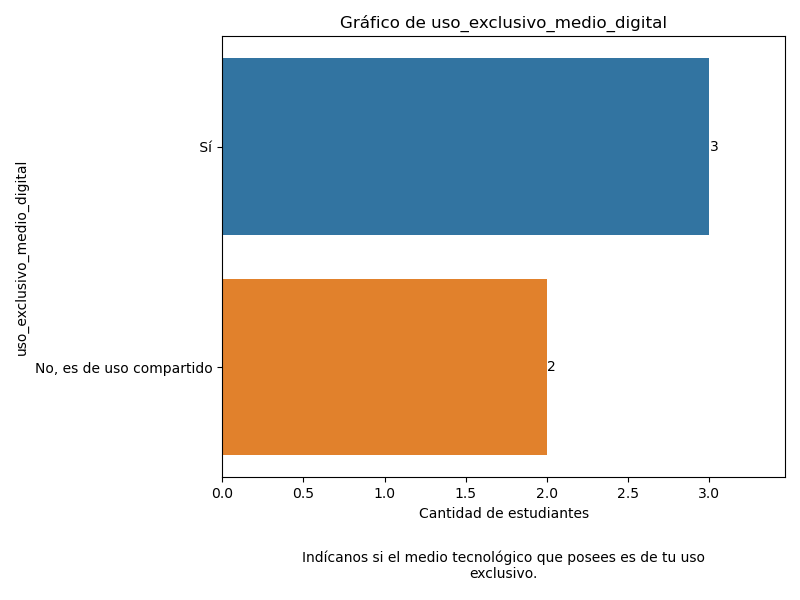 Gráfico de uso_exclusivo_medio_digital
uso_exclusivo_medio_digital
Sí
3
No, es de uso compartido
2
0.0 0.5 1.0 1.5 2.0 2.5 3.0
Cantidad de estudiantes
Indícanos si el medio tecnológico que posees es de tu uso
exclusivo.